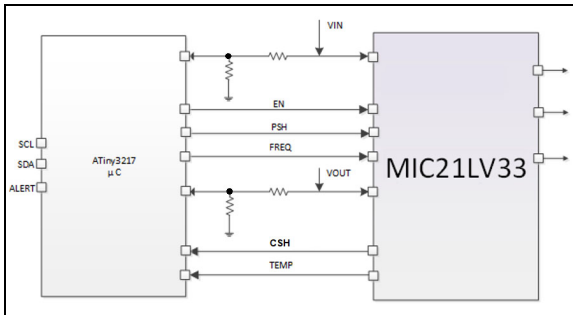 VIN
EN
PSH
FREQ
SCL
SDA
ALERT
ATiny3217
μC
MIC21LV33
VOUT
CSH
TEMP